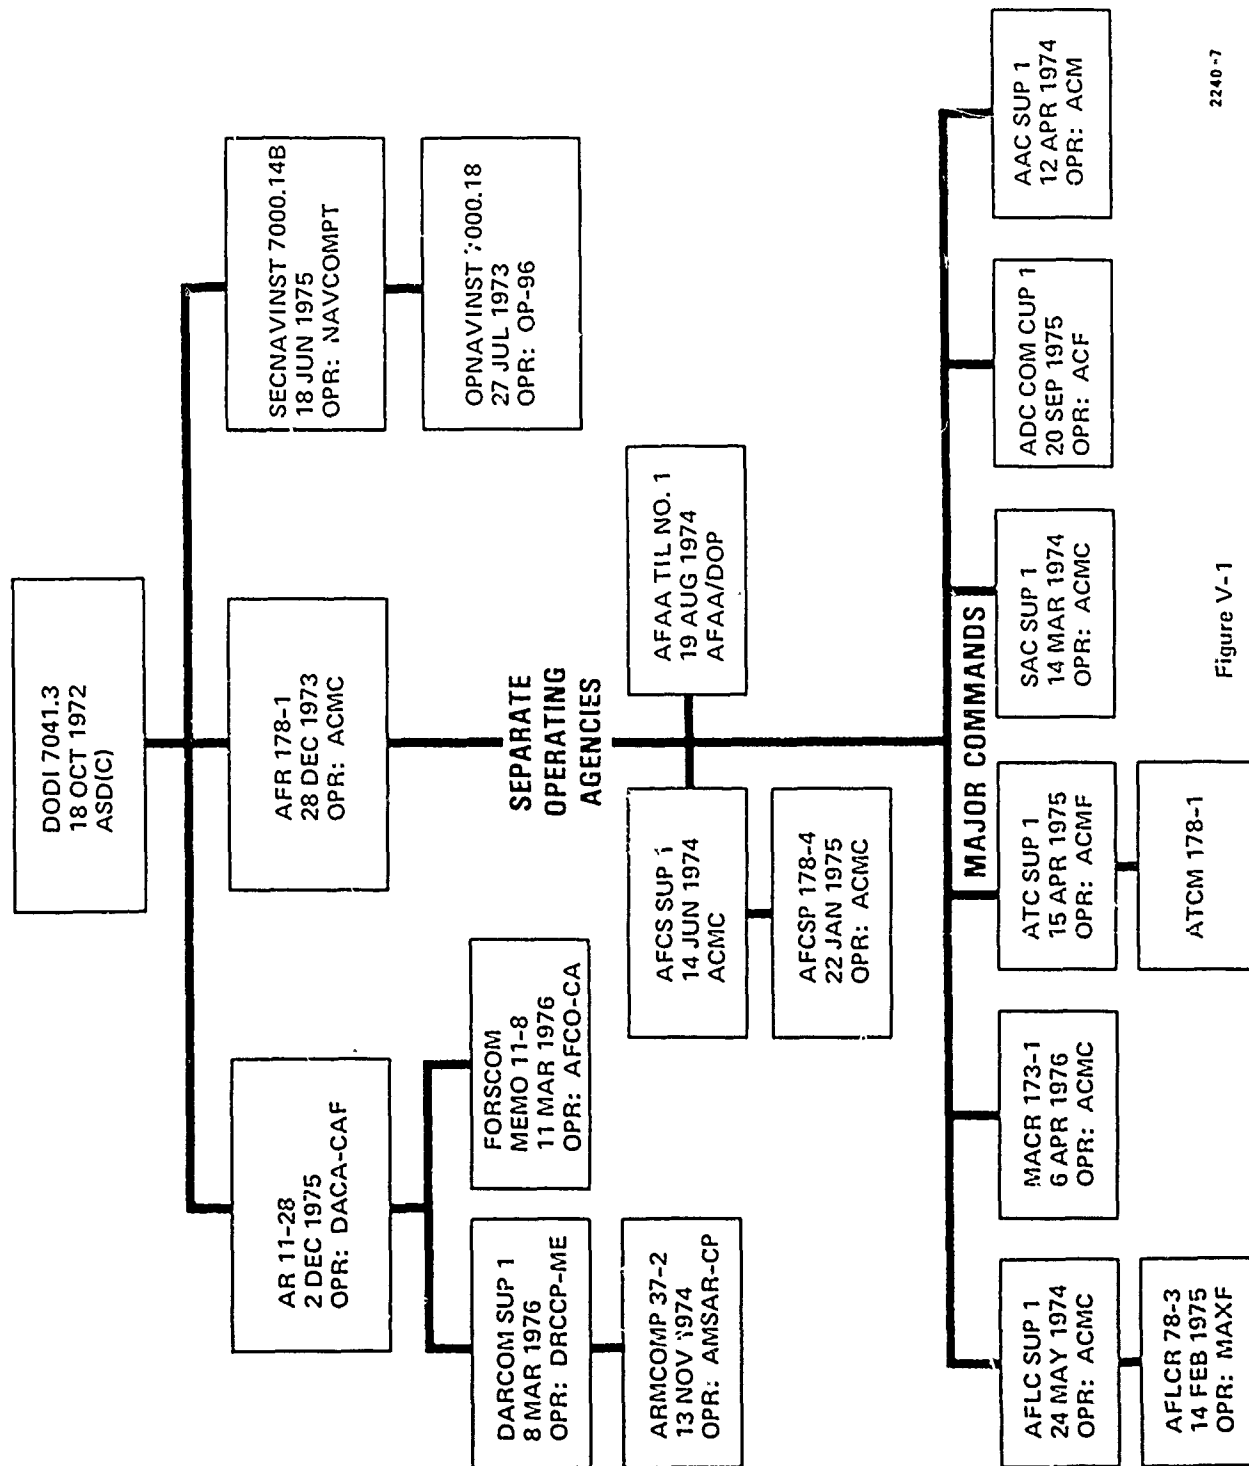 DODI 7041.3
18 OCT 1972
ASD(C)
AR 11-28
2 DEC 1975
OPR: DACA-CAF
AFR 178-1
28 DEC 1973
OPR: ACMC
SECNAVINST 7000.14B
18 JUN 1975
OPR: NAVCOMPT
DARCOM SUP 1
8 MAR 1976
OPR: DRCCP-ME
FORSCOM
MEMO 11-8
11 MAR 1976
OPR: AFCO-CA
OPNAVINST 7000.18
27 JUL 1973
OPR: OP-96
ARMCOMP 37-2
13 NOV 1974
OPR: AMSAR-CP
SEPARATE
OPERATING
AGENCIES
AFCS SUP 1
14 JUN 1974
ACMC
AFAA TIL NO. 1
19 AUG 1974
AFAA/DOP
AFCSP 178-4
22 JAN 1975
OPR: ACMC
MAJOR COMMANDS
AFLC SUP 1
24 MAY 1974
OPR: ACMC
MACR 173-1
6 APR 1976
OPR: ACMC
ATC SUP 1
15 APR 1975
OPR: ACMF
SAC SUP 1
14 MAR 1974
OPR: ACMC
ADC COM CUP 1
20 SEP 1975
OPR: ACF
AAC SUP 1
12 APR 1974
OPR: ACM
AFLCR 78-3
14 FEB 1975
OPR: MAXF
ATCM 178-1
Figure V-1
2240-7